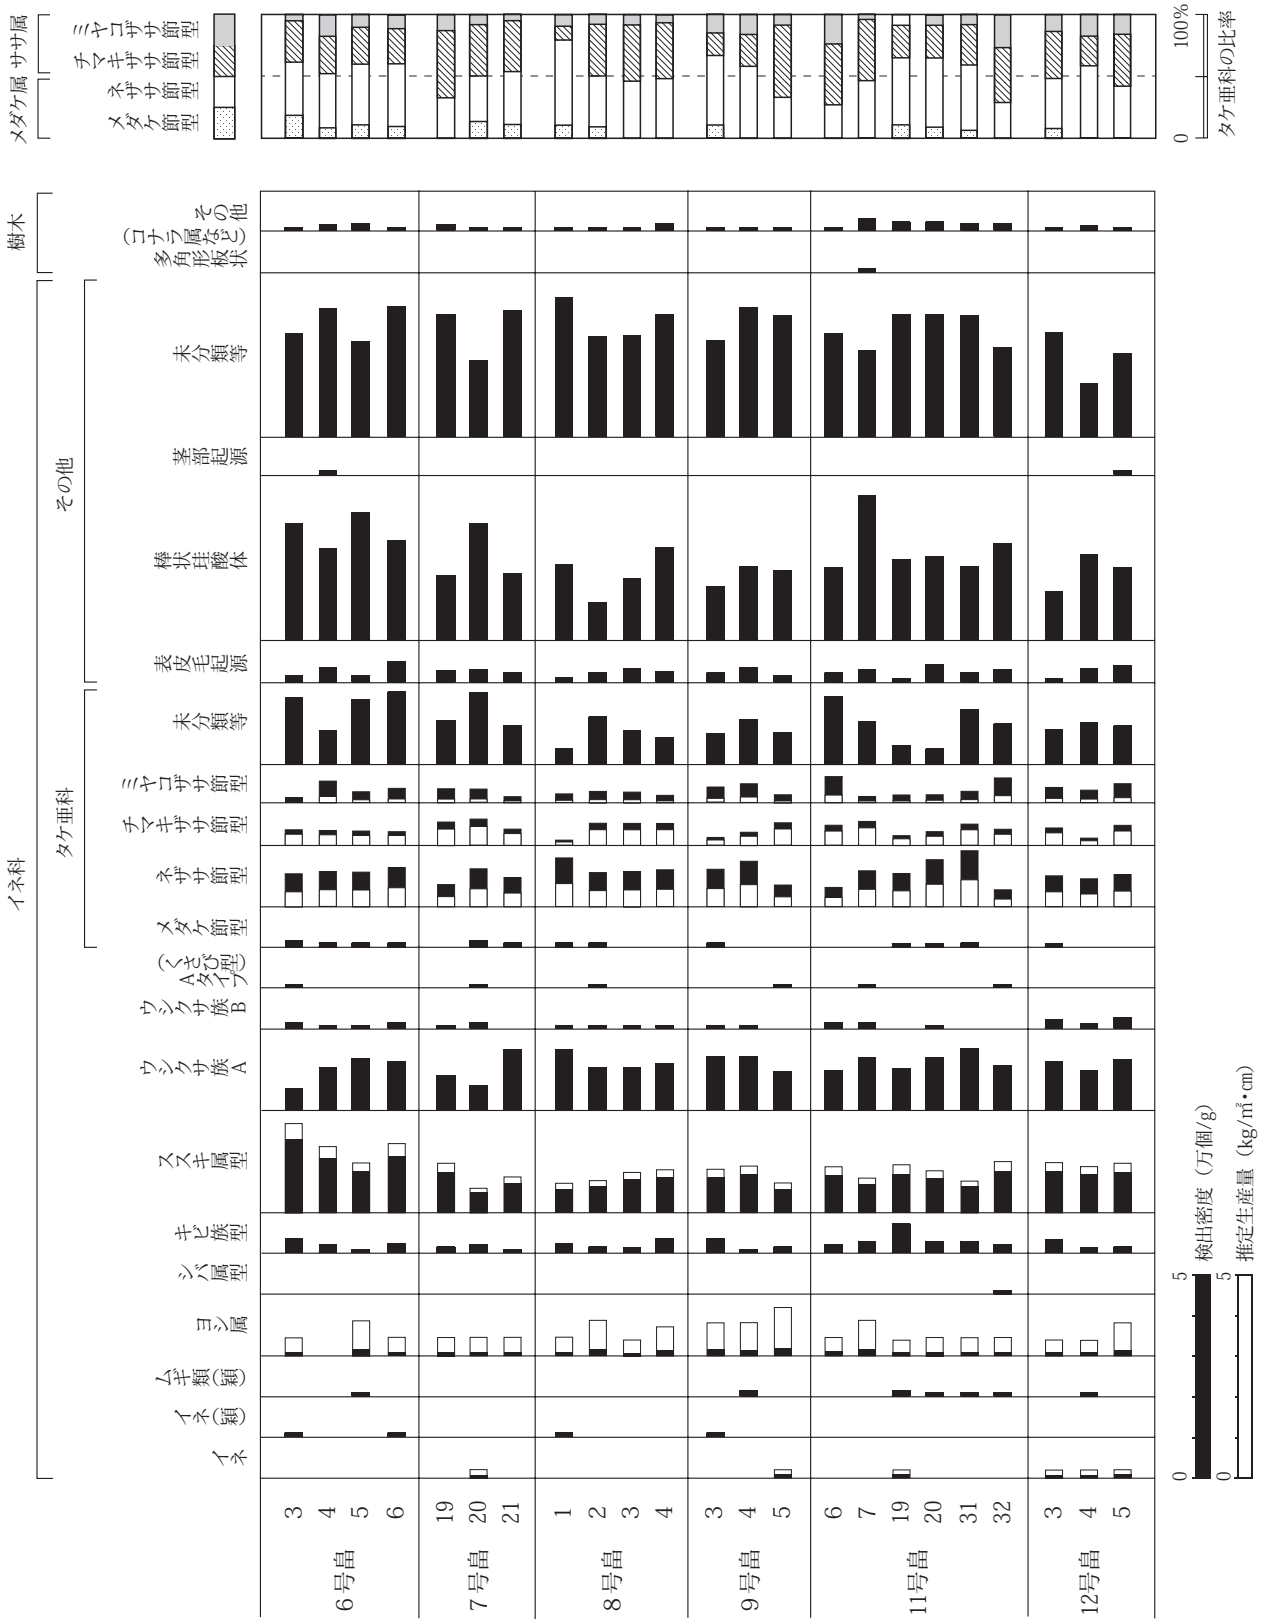 イネ科
樹木
メダケ属 ササ属
タケ亜科
その他
イネ
イネ(穎)
ムギ類(穎)
ヨシ属
シバ属型
キビ族型
ススキ属型
ウシクサ族A
ウシクサ族B
Aタイプ
(くさび型)
メダケ節型
ネザサ節型
チマキザサ節型
ミヤコザサ節型
未分類等
表皮毛起源
棒状珪酸体
茎部起源
未分類等
多角形板状
(コナラ属など)
その他
メダケ節型
ネザサ節型
チマキザサ節型
ミヤコザサ節型
6号畠
3
4
5
6
7号畠
19
20
21
8号畠
1
2
3
4
9号畠
3
4
5
11号畠
6
7
19
20
31
32
12号畠
3
4
5
0 5
検出密度(万個/g)
0 5
推定生産量(kg/㎡・cm)
0 100%
タケ亜科の比率